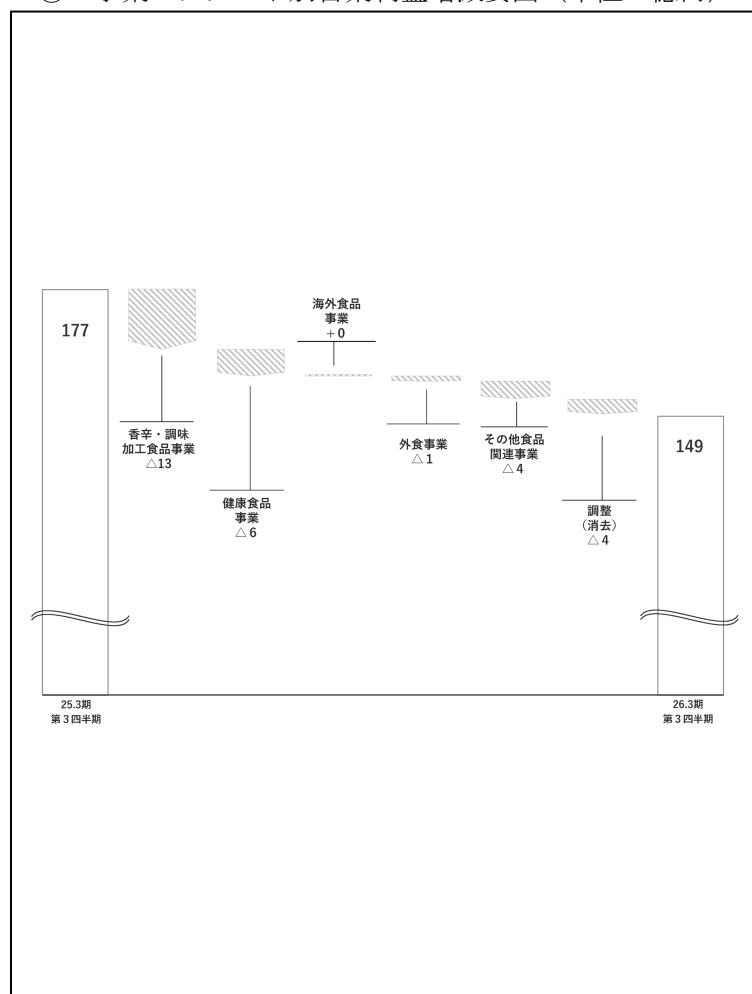 177
香辛・調味
加工食品事業
△13
健康食品
事業
△6
海外食品
事業
+0
外食事業
△1
その他食品
関連事業
△4
調整
（消去）
△4
149
25.3期
第３四半期
26.3期
第３四半期